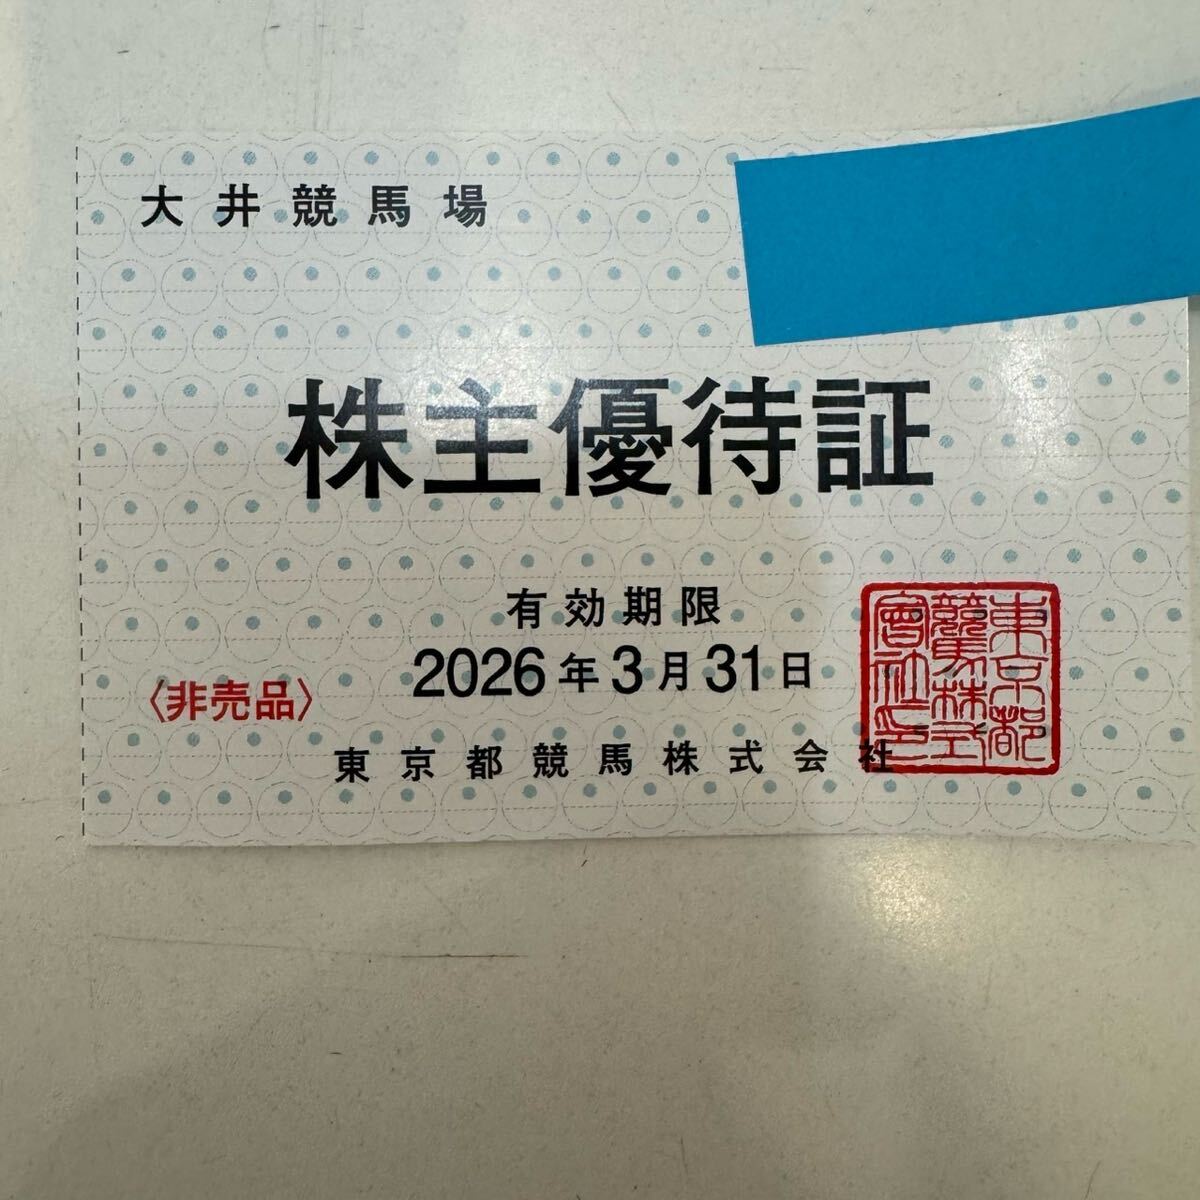 大井競馬場
株主優待証
有効期限
2026年3月31日
〈非売品〉
東京都競馬株式会社
東京都
競馬株式
會社之印